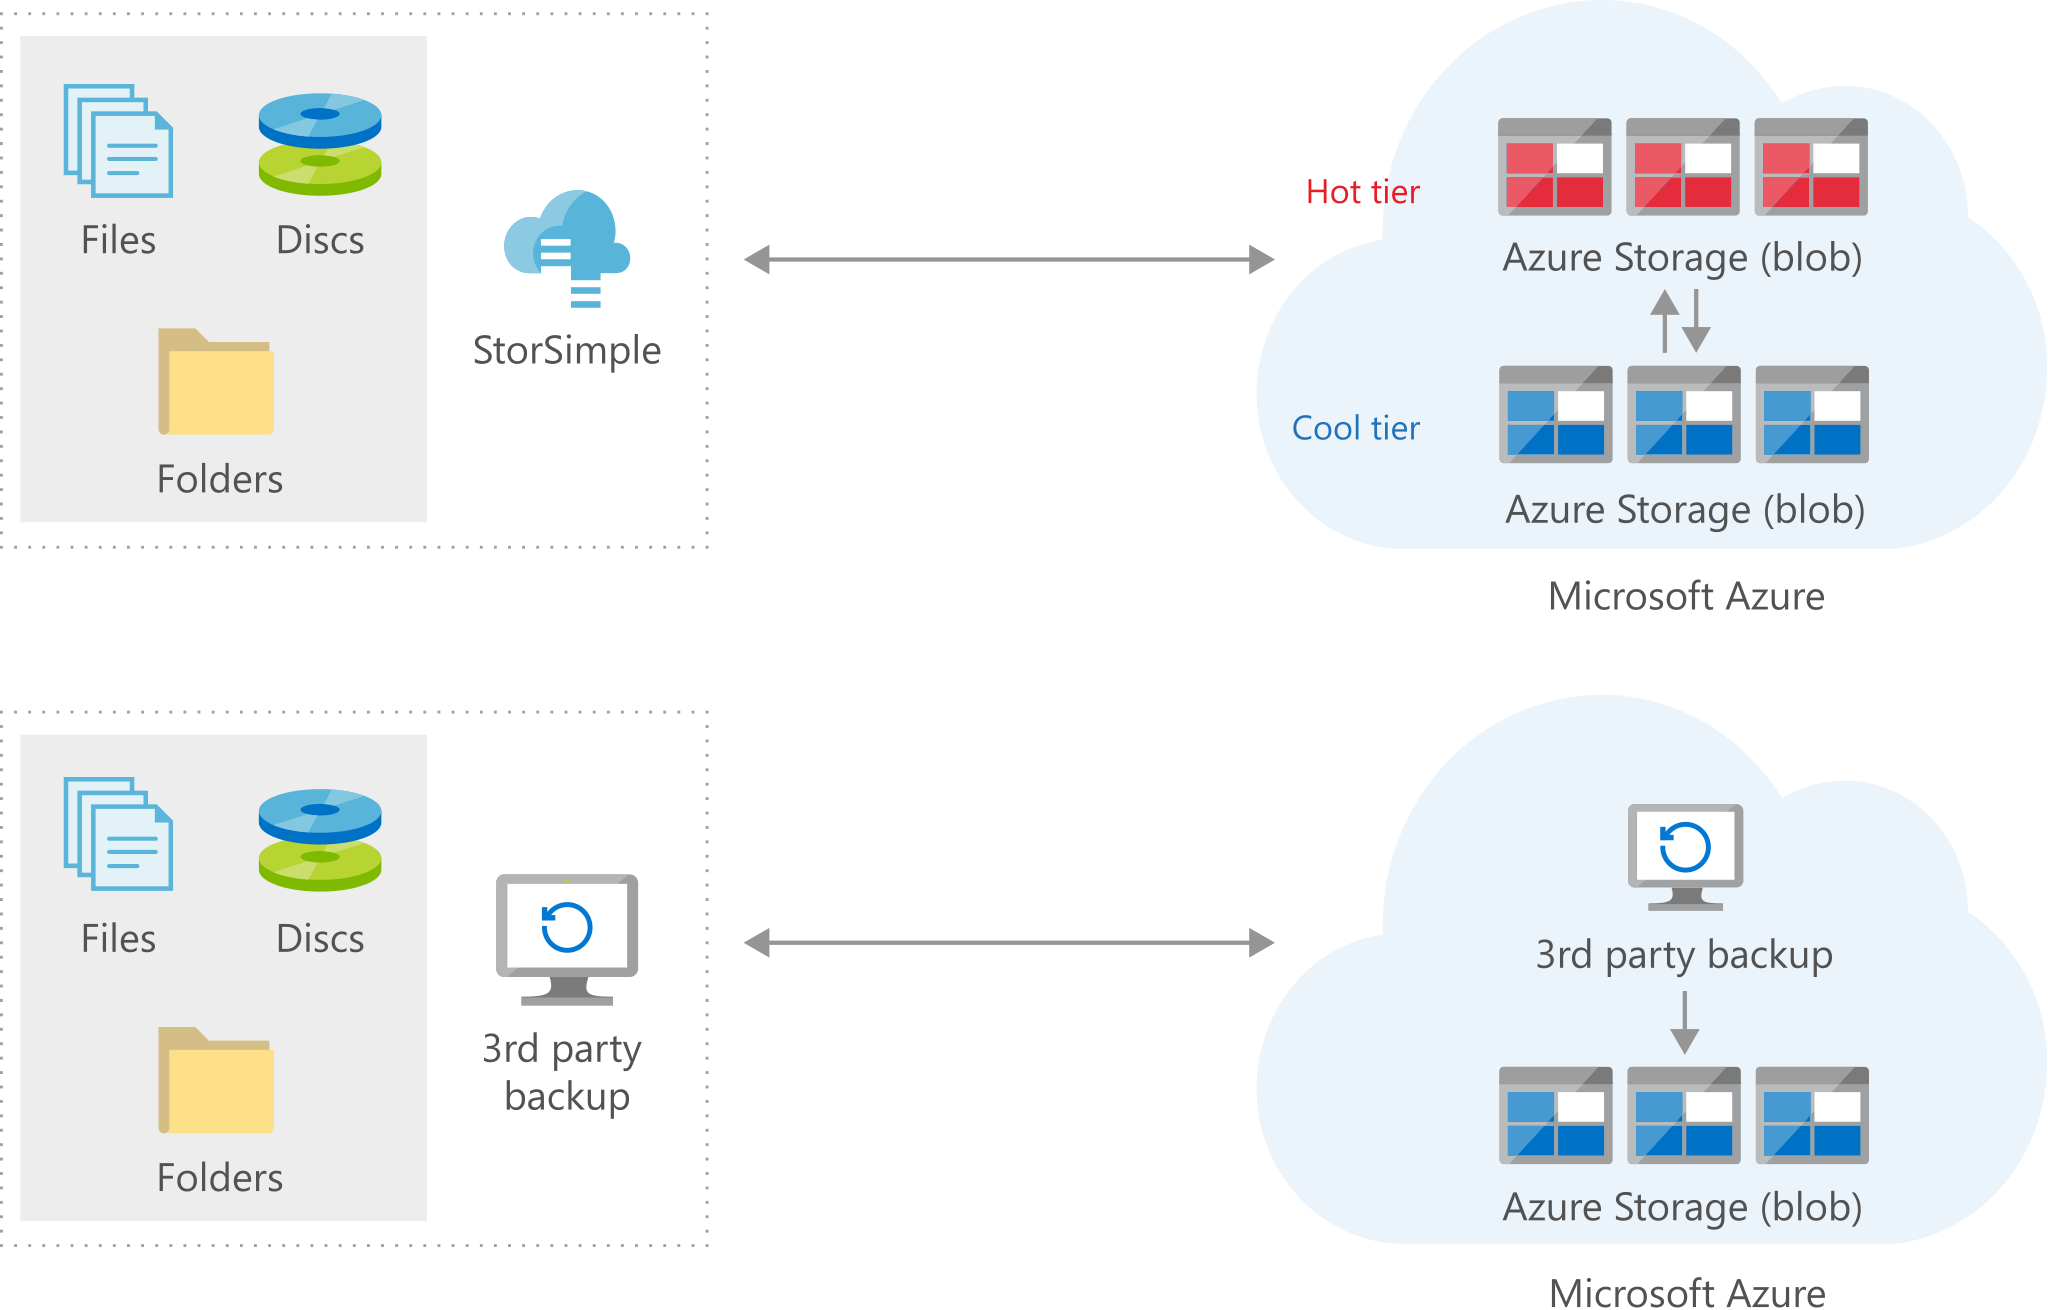 Files
Discs
Folders
StorSimple
Hot tier
Azure Storage (blob)
Cool tier
Azure Storage (blob)
Microsoft Azure
Files
Discs
Folders
3rd party
backup
3rd party backup
Azure Storage (blob)
Microsoft Azure